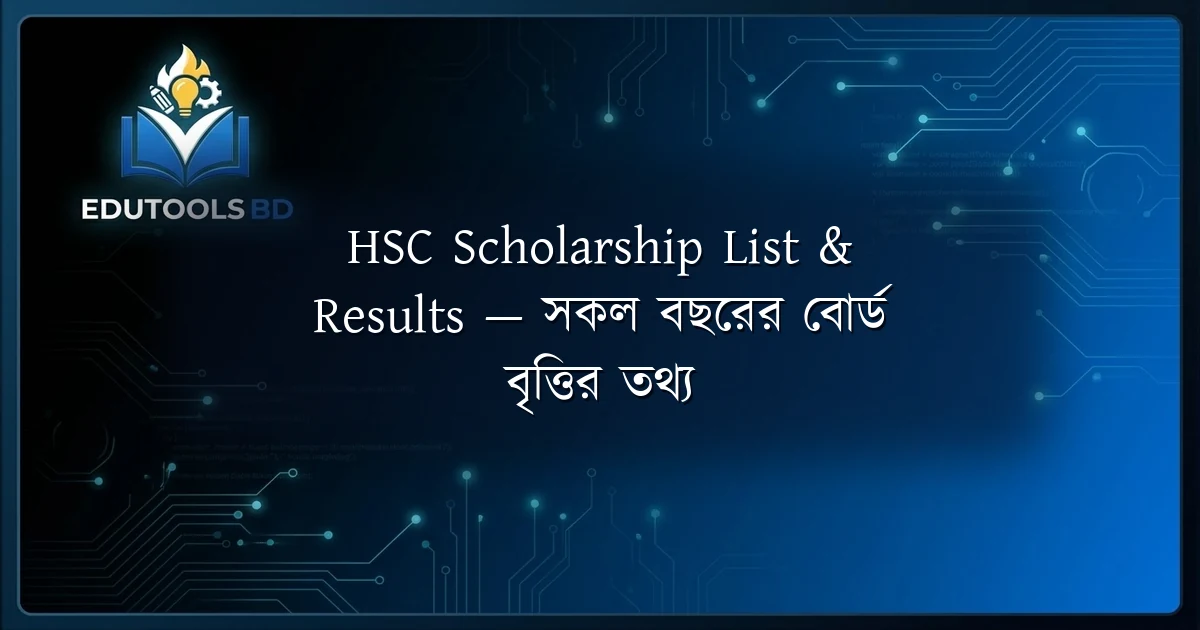 EDUTOOLS BD
HSC Scholarship List &
Results — সকল বছরের বোর্ড
বৃত্তির তথ্য